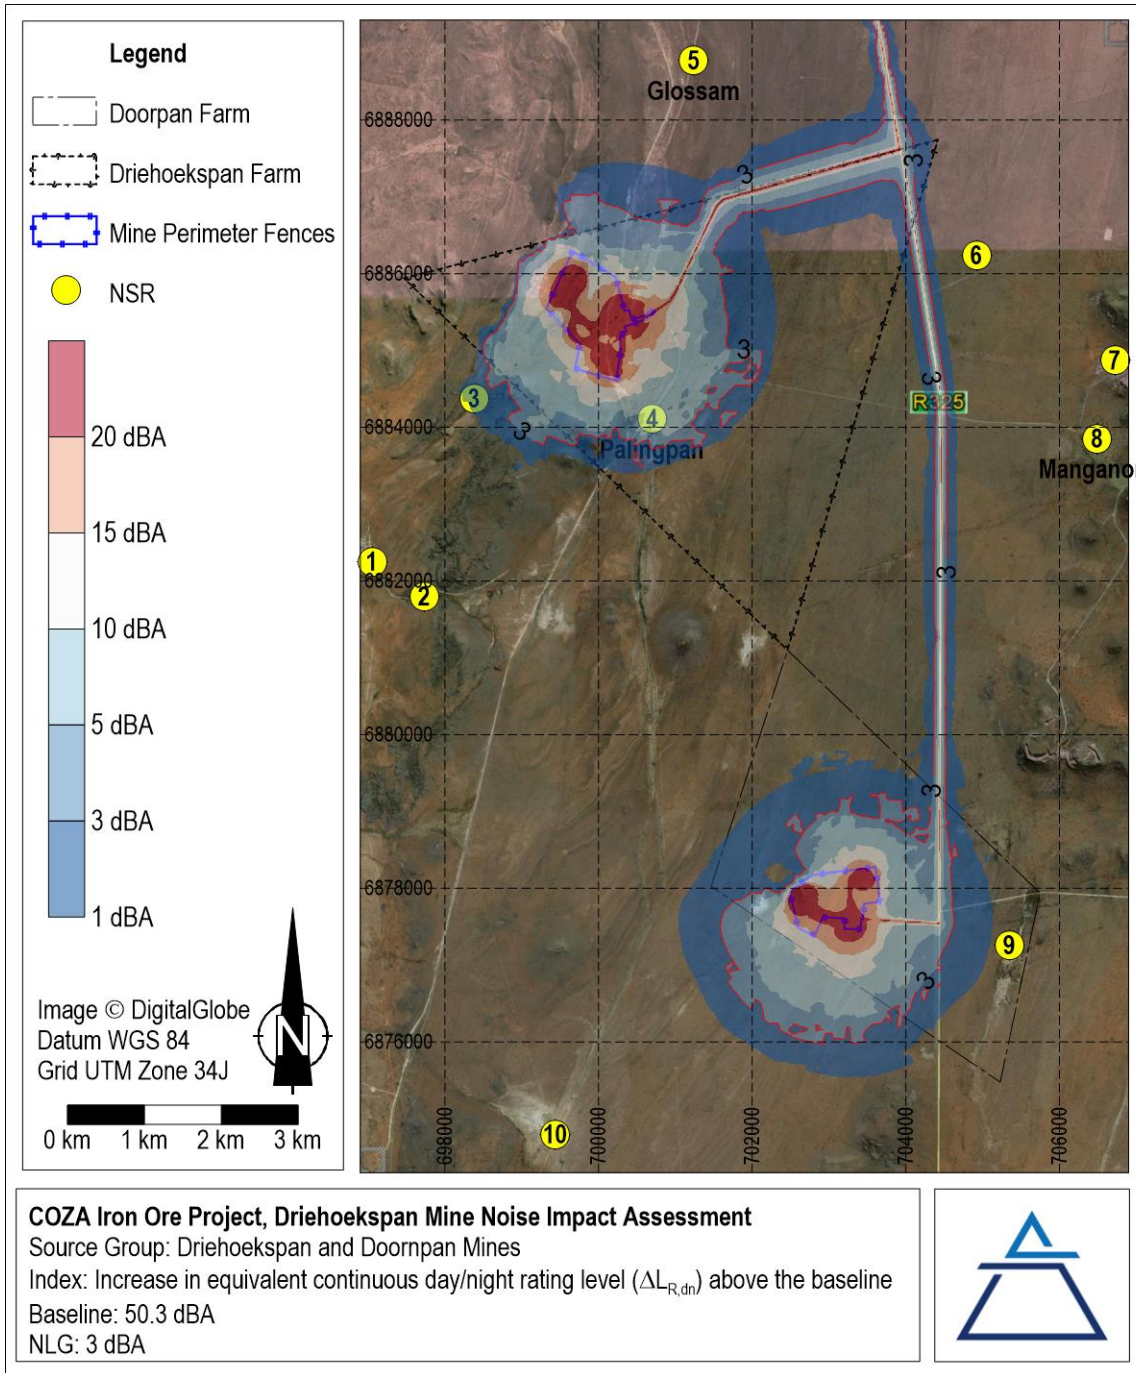 Legend
Doorpan Farm
Driehoekspan Farm
Mine Perimeter Fences
NSR
20 dBA
15 dBA
10 dBA
5 dBA
3 dBA
1 dBA
Image © DigitalGlobe
Datum WGS 84
Grid UTM Zone 34J
N
0 km 1 km 2 km 3 km
5
Glossam
6888000
3
3
6
6886000
3
7
3
3
R325
4
8
6884000
3
Palingpan
Manganor
1
6882000
3
2
6880000
3
6878000
9
3
6876000
698000
700000
702000
704000
706000
10
COZA Iron Ore Project, Driehoekspan Mine Noise Impact Assessment
Source Group: Driehoekspan and Doornpan Mines
Index: Increase in equivalent continuous day/night rating level (ΔLR,dn) above the baseline
Baseline: 50.3 dBA
NLG: 3 dBA